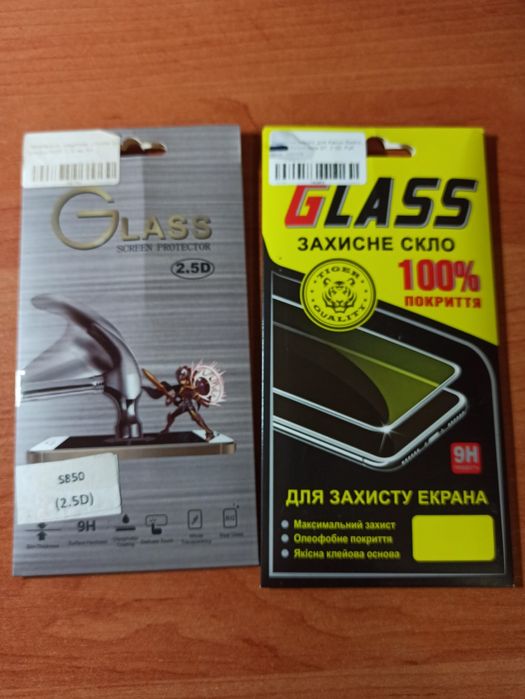 GLASS
SCREEN PROTECTOR
2.5D
S850
(2.5D)
9H
GLASS
ЗАХИСНЕ СКЛО
100%
ПОКРИТТЯ
TIGER
QUALITY
9H
ДЛЯ ЗАХИСТУ ЕКРАНА
Максимальний захист
Олеофобне покриття
Якісна клейова основа